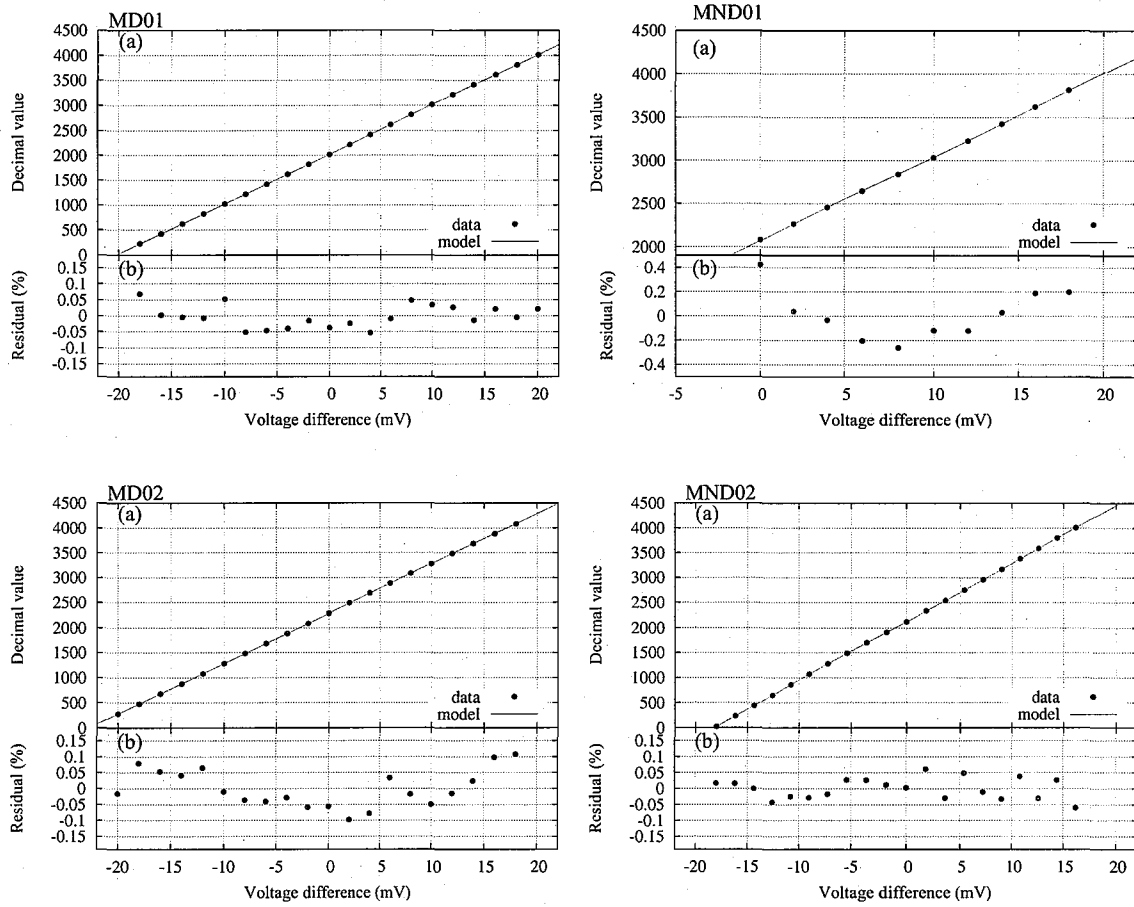 MD01
(a)
4500
4000
3500
3000
2500
2000
1500
1000
500
0
Decimal value
data
model
(b)
0.15
0.1
0.05
0
-0.05
-0.1
-0.15
Residual (%)
-20 -15 -10 -5 0 5 10 15 20
Voltage difference (mV)
MND01
(a)
4500
4000
3500
3000
2500
2000
Decimal value
data
model
(b)
0.4
0.2
0
-0.2
-0.4
Residual (%)
-5 0 5 10 15 20
Voltage difference (mV)
MD02
(a)
4500
4000
3500
3000
2500
2000
1500
1000
500
0
Decimal value
data
model
(b)
0.15
0.1
0.05
0
-0.05
-0.1
-0.15
Residual (%)
-20 -15 -10 -5 0 5 10 15 20
Voltage difference (mV)
MND02
(a)
4500
4000
3500
3000
2500
2000
1500
1000
500
0
Decimal value
data
model
(b)
0.15
0.1
0.05
0
-0.05
-0.1
-0.15
Residual (%)
-20 -15 -10 -5 0 5 10 15 20
Voltage difference (mV)